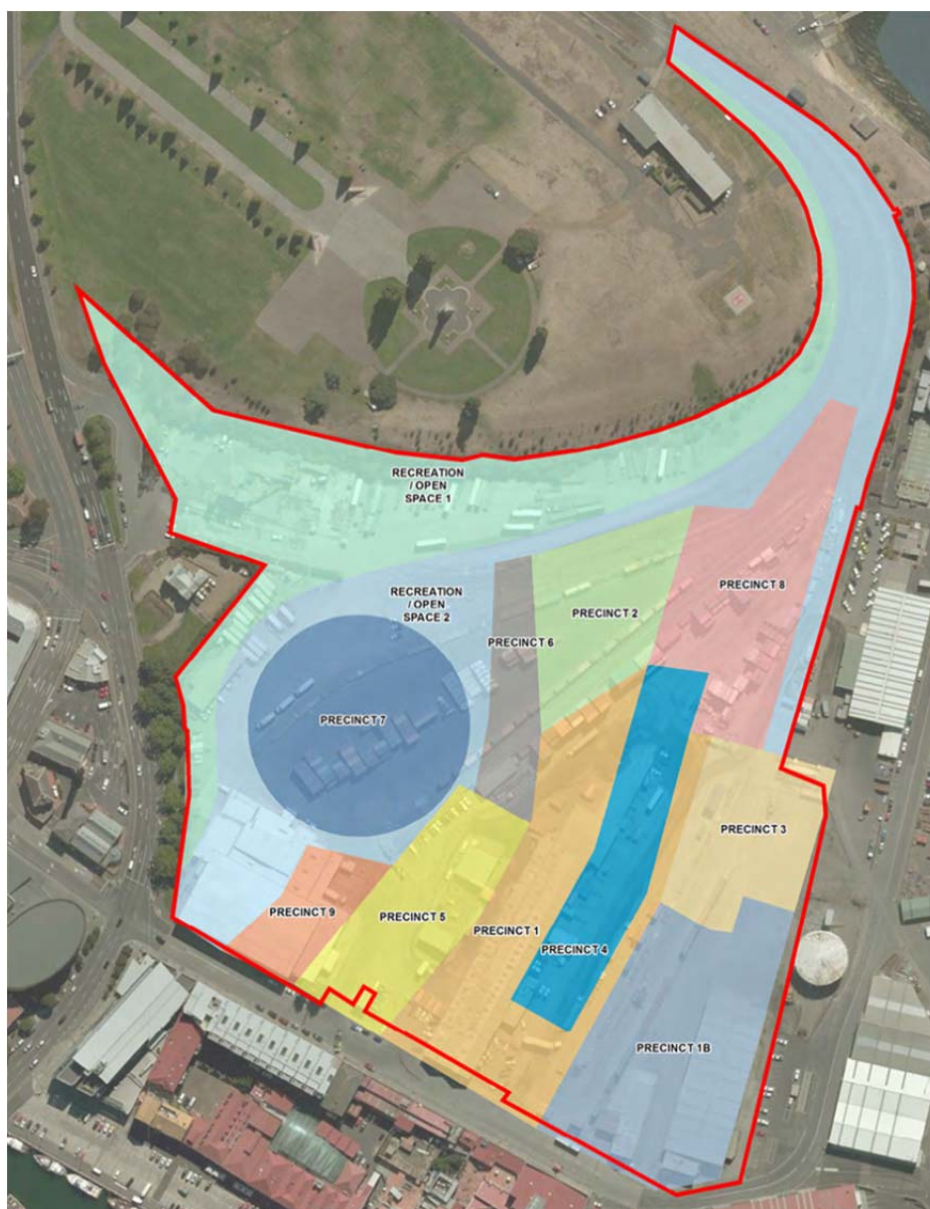 RECREATION
/ OPEN
SPACE 1
PRECINCT 8
RECREATION
/ OPEN
SPACE 2
PRECINCT 2
PRECINCT 6
PRECINCT 7
PRECINCT 3
PRECINCT 9
PRECINCT 5
PRECINCT 1
PRECINCT 4
PRECINCT 1B
H